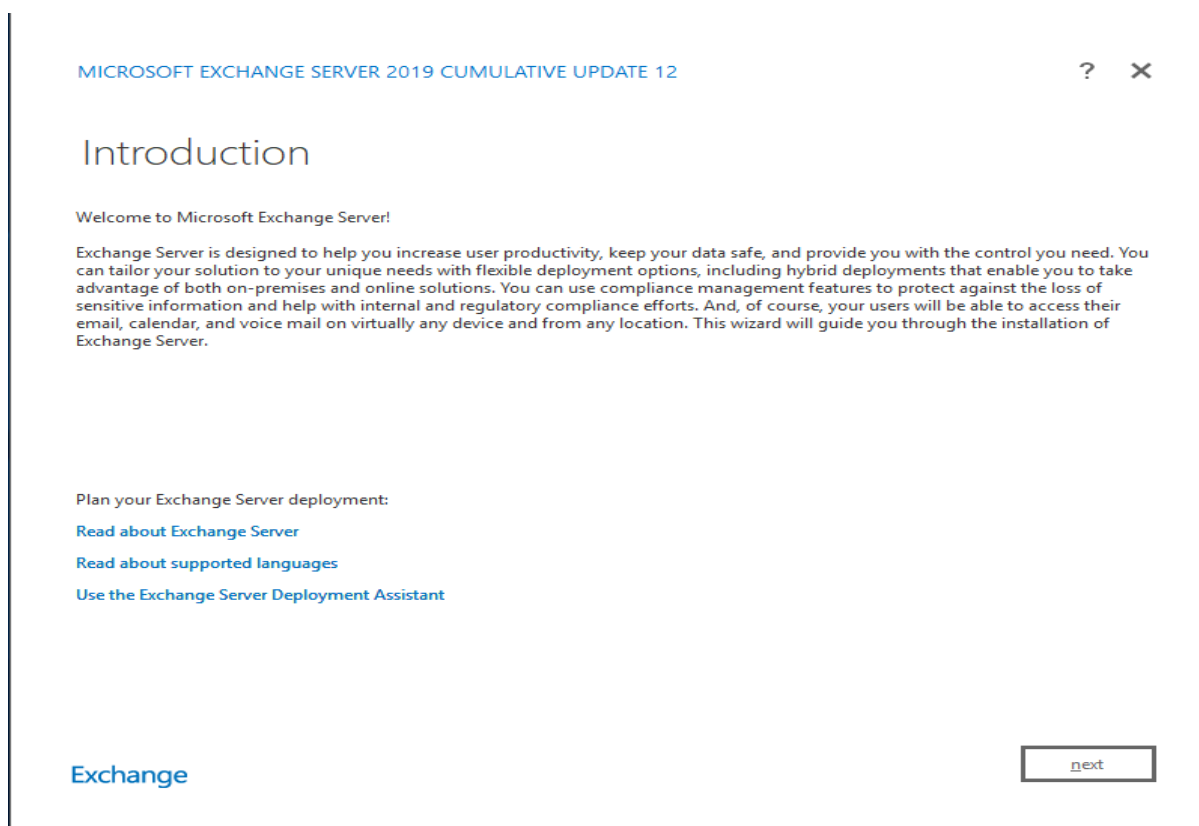 MICROSOFT EXCHANGE SERVER 2019 CUMULATIVE UPDATE 12
?
Introduction
Welcome to Microsoft Exchange Server!
Exchange Server is designed to help you increase user productivity, keep your data safe, and provide you with the control you need. You
can tailor your solution to your unique needs with flexible deployment options, including hybrid deployments that enable you to take
advantage of both on-premises and online solutions. You can use compliance management features to protect against the loss of
sensitive information and help with internal and regulatory compliance efforts. And, of course, your users will be able to access their
email, calendar, and voice mail on virtually any device and from any location. This wizard will guide you through the installation of
Exchange Server.
Plan your Exchange Server deployment:
Read about Exchange Server
Read about supported languages
Use the Exchange Server Deployment Assistant
Exchange
next